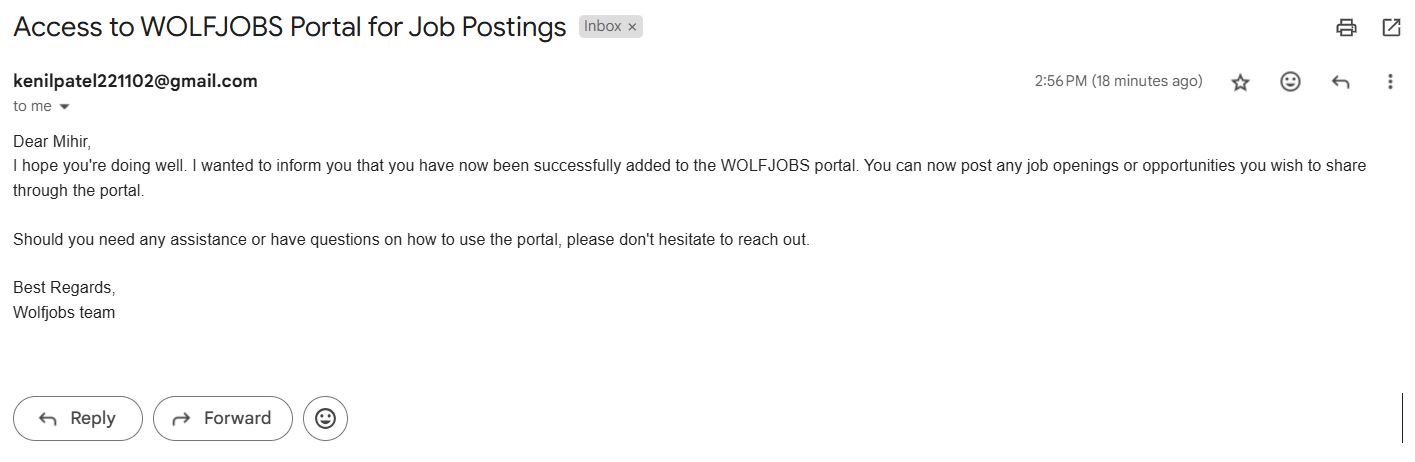 Access to WOLFJOBS Portal for Job Postings Inbox ×
kenilpatel221102@gmail.com 2:56 PM (18 minutes ago)
to me
Dear Mihir,
I hope you're doing well. I wanted to inform you that you have now been successfully added to the WOLFJOBS portal. You can now post any job openings or opportunities you wish to share
through the portal.
Should you need any assistance or have questions on how to use the portal, please don't hesitate to reach out.
Best Regards,
Wolfjobs team
Reply Forward